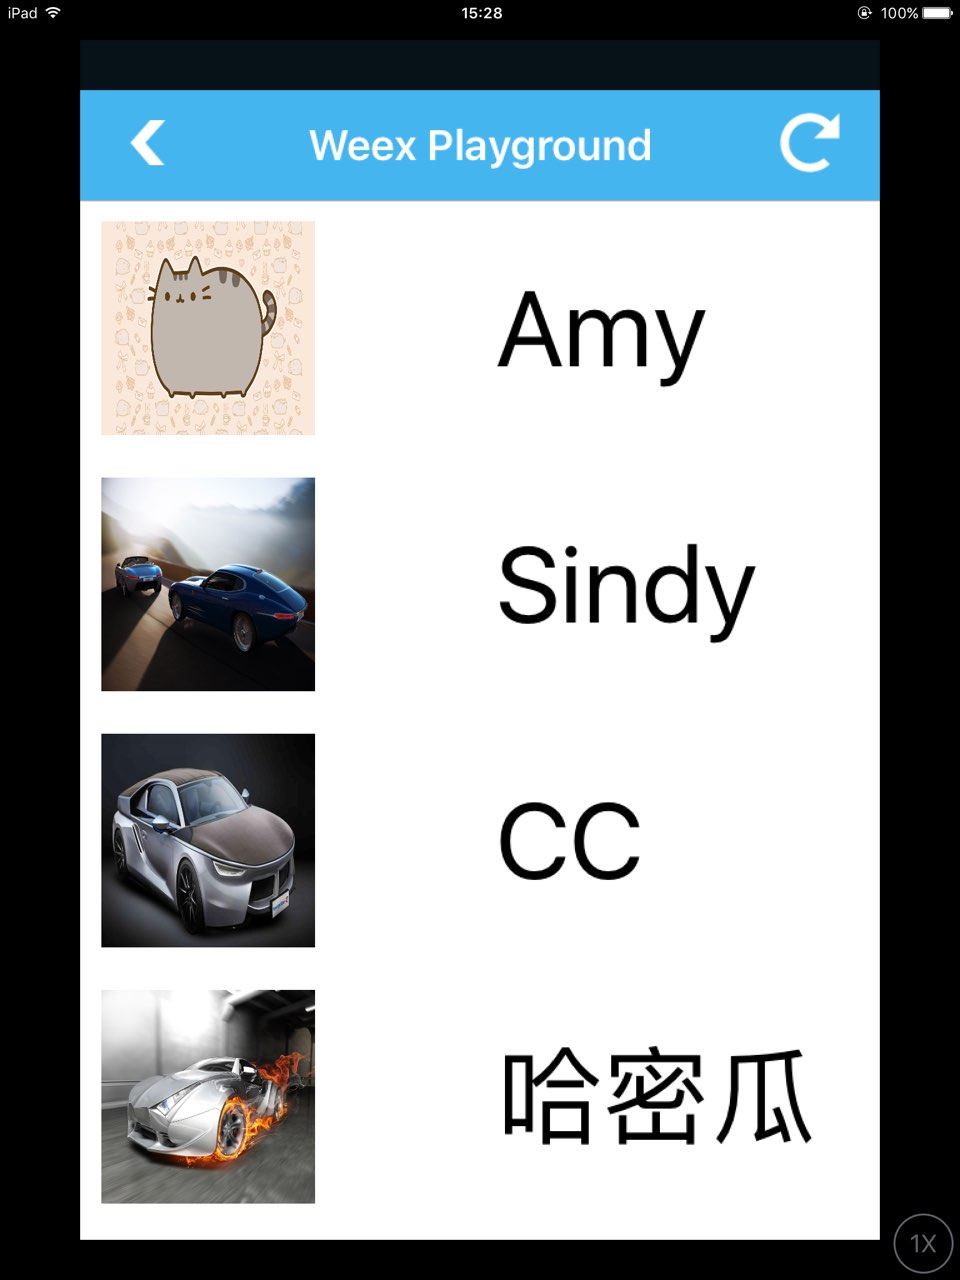 iPad 15:28 100%
Weex Playground
Amy
Sindy
CC
哈密瓜
1X